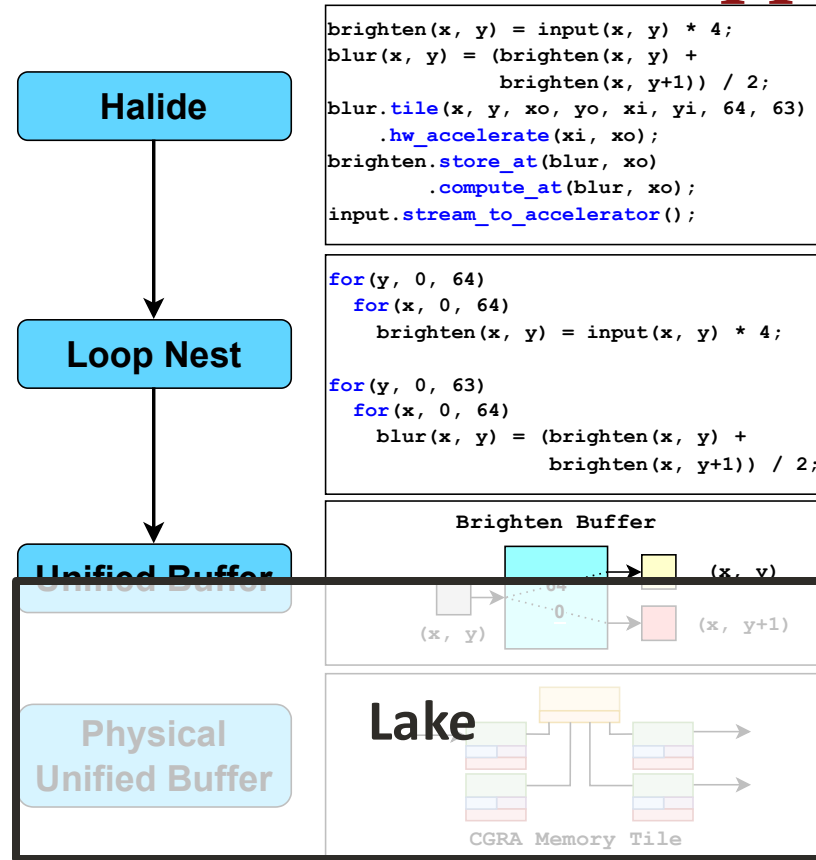 Halide
brighten(x, y) = input(x, y) * 4;
blur(x, y) = (brighten(x, y) +
              brighten(x, y+1)) / 2;
blur.tile(x, y, xo, yo, xi, yi, 64, 63)
    .hw_accelerate(xi, xo);
brighten.store_at(blur, xo)
        .compute_at(blur, xo);
input.stream_to_accelerator();
Loop Nest
for(y, 0, 64)
  for(x, 0, 64)
    brighten(x, y) = input(x, y) * 4;
for(y, 0, 63)
  for(x, 0, 64)
    blur(x, y) = (brighten(x, y) +
                  brighten(x, y+1)) / 2;
Unified Buffer
Brighten Buffer
(x, y)
64
0
(x, y)
(x, y+1)
Physical
Unified Buffer
Lake
CGRA Memory Tile